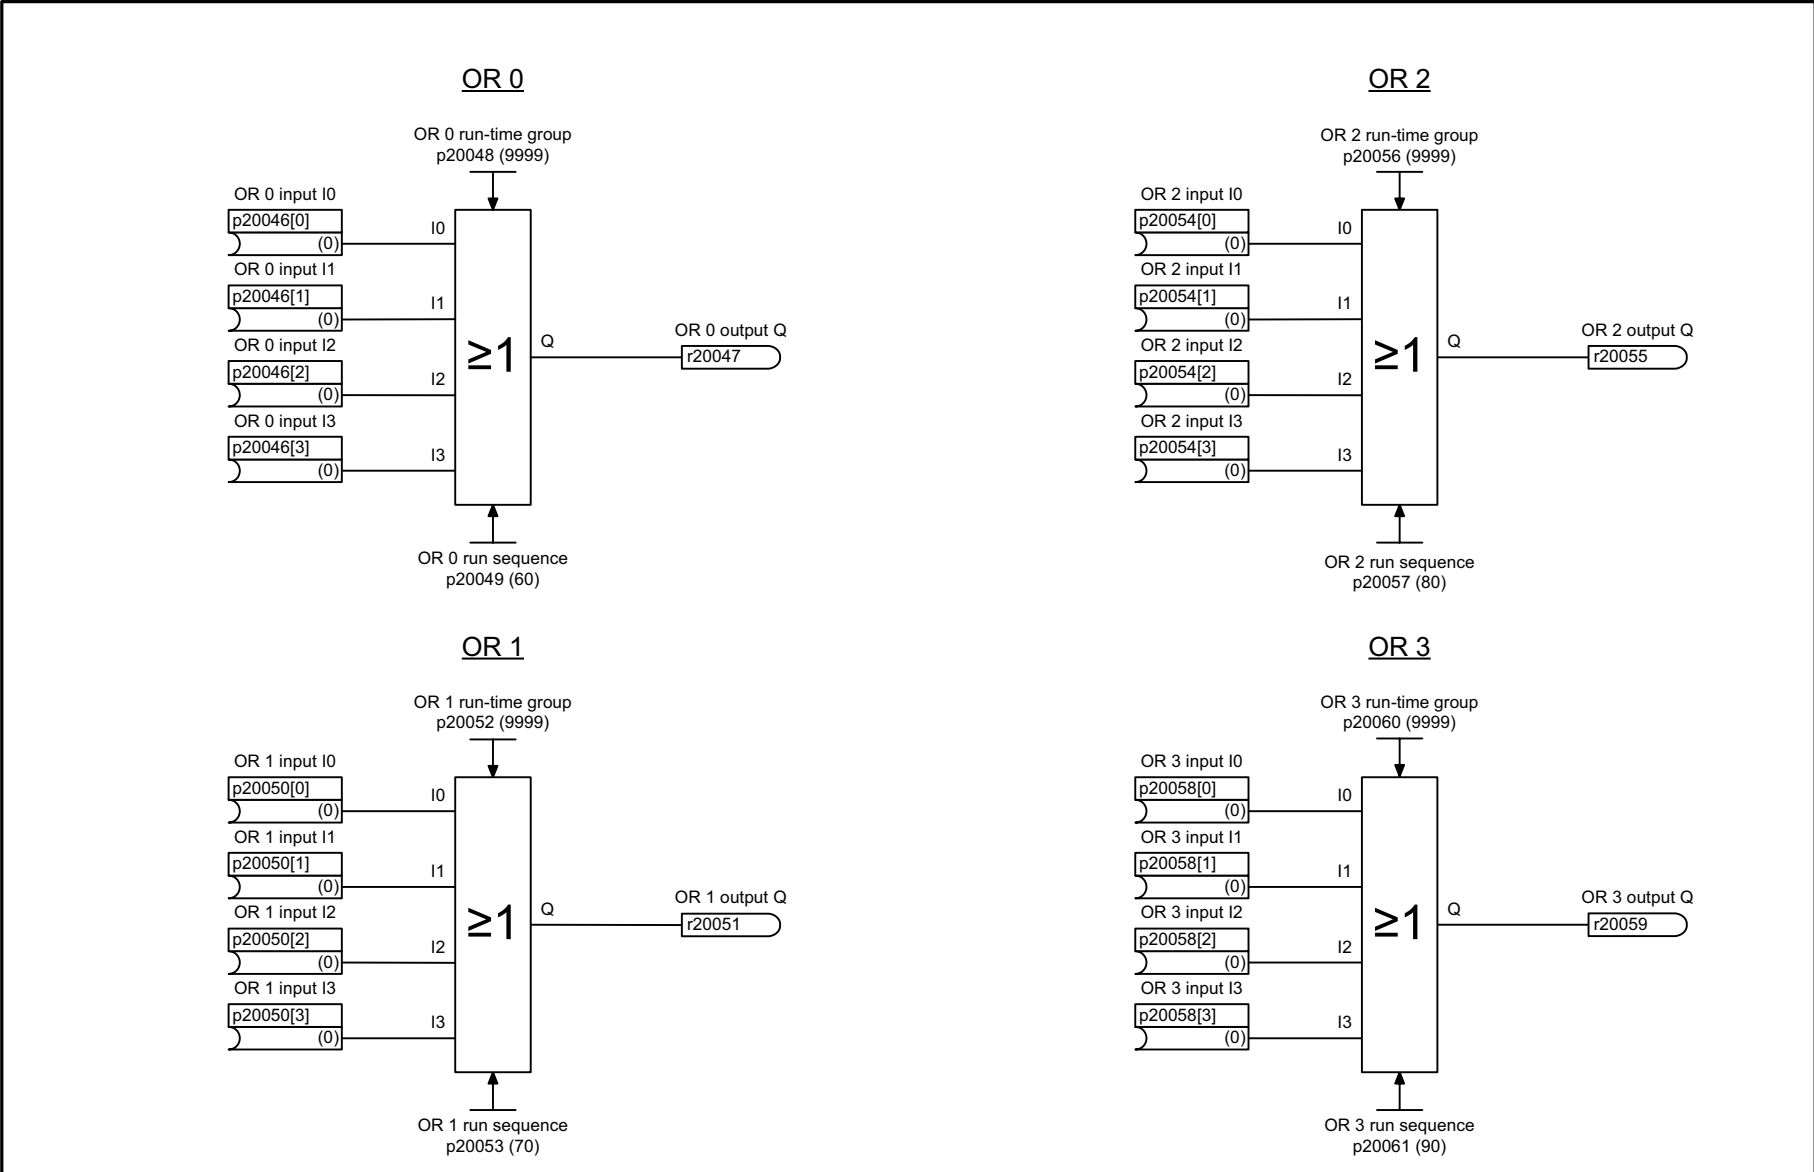 OR 0
OR 0 run-time group
p20048 (9999)
OR 0 input I0
p20046[0]
(0)
I0
OR 0 input I1
p20046[1]
(0)
I1
OR 0 input I2
p20046[2]
(0)
I2
OR 0 input I3
p20046[3]
(0)
I3
≥1
Q
OR 0 output Q
r20047
OR 0 run sequence
p20049 (60)
OR 2
OR 2 run-time group
p20056 (9999)
OR 2 input I0
p20054[0]
(0)
I0
OR 2 input I1
p20054[1]
(0)
I1
OR 2 input I2
p20054[2]
(0)
I2
OR 2 input I3
p20054[3]
(0)
I3
≥1
Q
OR 2 output Q
r20055
OR 2 run sequence
p20057 (80)
OR 1
OR 1 run-time group
p20052 (9999)
OR 1 input I0
p20050[0]
(0)
I0
OR 1 input I1
p20050[1]
(0)
I1
OR 1 input I2
p20050[2]
(0)
I2
OR 1 input I3
p20050[3]
(0)
I3
≥1
Q
OR 1 output Q
r20051
OR 1 run sequence
p20053 (70)
OR 3
OR 3 run-time group
p20060 (9999)
OR 3 input I0
p20058[0]
(0)
I0
OR 3 input I1
p20058[1]
(0)
I1
OR 3 input I2
p20058[2]
(0)
I2
OR 3 input I3
p20058[3]
(0)
I3
≥1
Q
OR 3 output Q
r20059
OR 3 run sequence
p20061 (90)